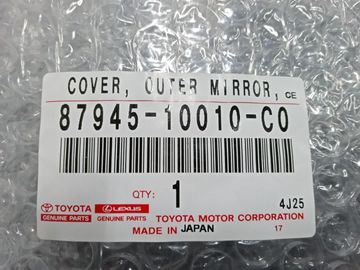 COVER, OUTER MIRROR, CE
87945-10010-C0
QTY: 1
4J25
TOYOTA LEXUS TOYOTA MOTOR CORPORATION
GENUINE PARTS GENUINE PARTS
MADE IN JAPAN 17